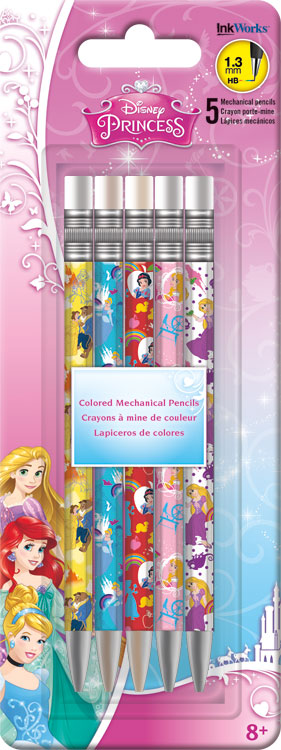 InkWorks™
1.3
mm
HB
Disney
PRINCESS
5 Mechanical pencils
Crayon porte-mine
Lápices mecánicos
Colored Mechanical Pencils
Crayons à mine de couleur
Lapiceros de colores
8+